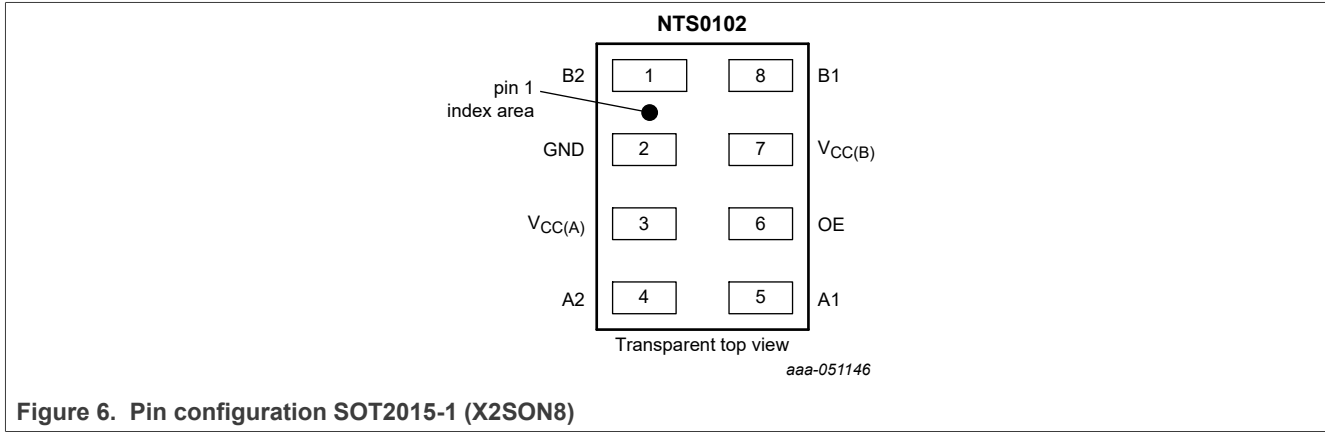 NTS0102
B2 1 8 B1
pin 1
index area
GND 2 7 VCC(B)
VCC(A) 3 6 OE
A2 4 5 A1
Transparent top view
aaa-051146
Figure 6. Pin configuration SOT2015-1 (X2SON8)